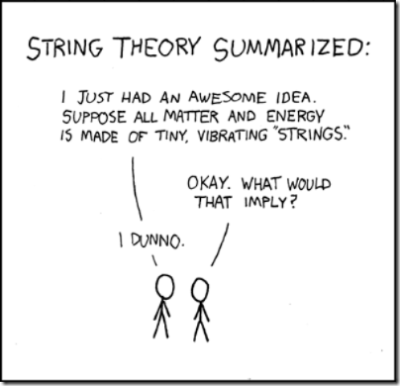 STRING THEORY SUMMARIZED:
I JUST HAD AN AWESOME IDEA.
SUPPOSE ALL MATTER AND ENERGY
IS MADE OF TINY, VIBRATING "STRINGS."
OKAY. WHAT WOULD
THAT IMPLY?
I DUNNO.